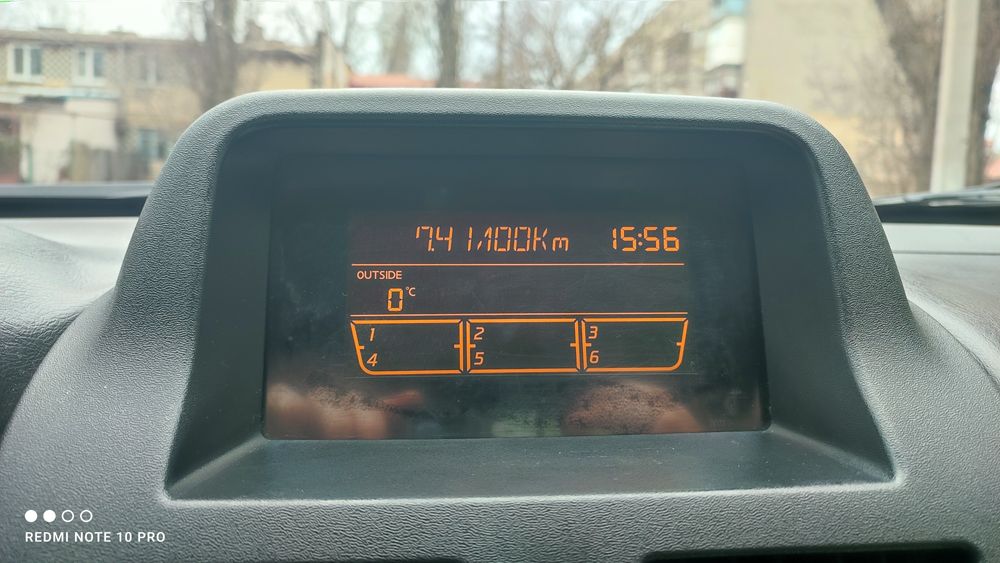 7.4 l/100Km 15:56
OUTSIDE
0 °C
1 2 3
4 5 6
REDMI NOTE 10 PRO